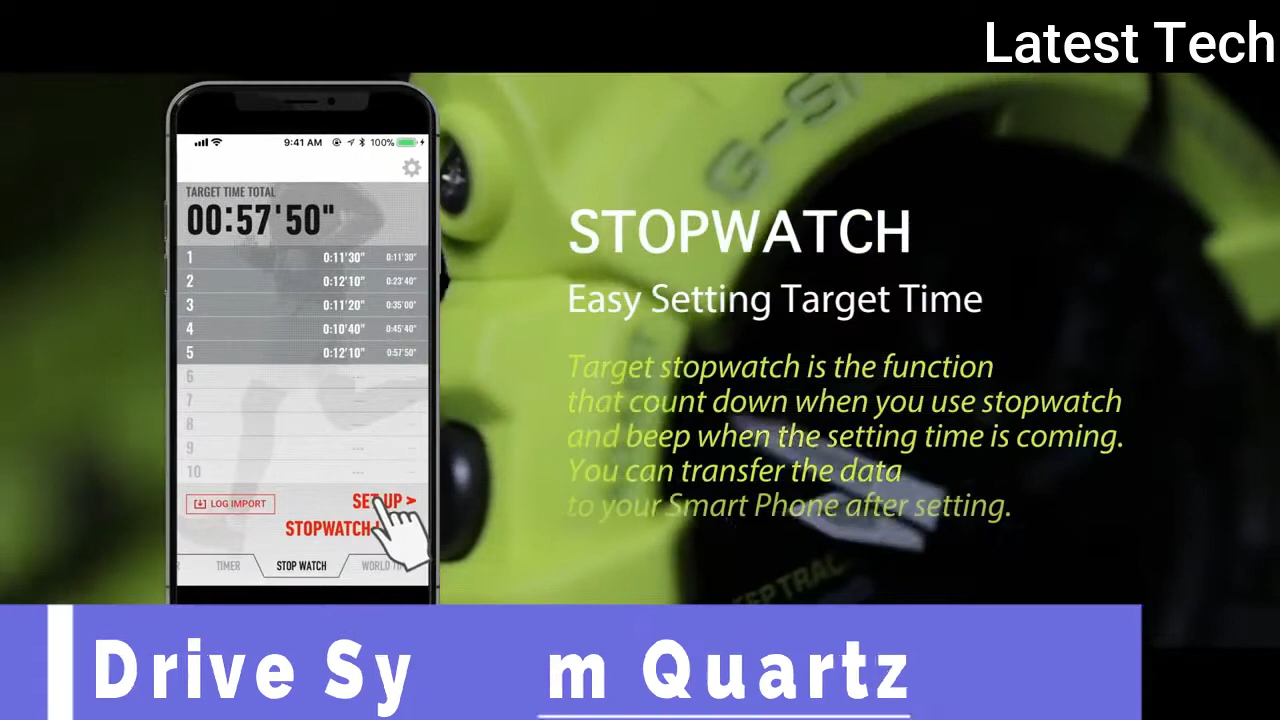 Latest Tech
9:41 AM 100%
TARGET TIME TOTAL
00:57'50"
1 0:11'30" 0:11'30"
2 0:12'10" 0:23'40"
3 0:11'20" 0:35'00"
4 0:10'40" 0:45'40"
5 0:12'10" 0:57'50"
6 --- ---
7 --- ---
8 --- ---
9 --- ---
10 --- ---
LOG IMPORT
SET UP >
STOPWATCH
TIMER STOP WATCH WORLD
G-SH
STOPWATCH
Easy Setting Target Time
Target stopwatch is the function
that count down when you use stopwatch
and beep when the setting time is coming.
You can transfer the data
to your Smart Phone after setting.
TEP TRAC
Drive Sy m Quartz